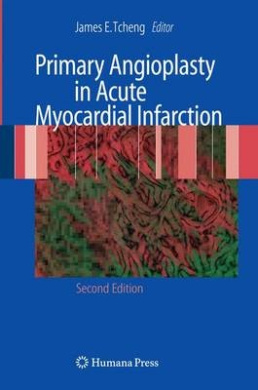 James E. Tcheng Editor
Primary Angioplasty
in Acute
Myocardial Infarction
Second Edition
Humana Press